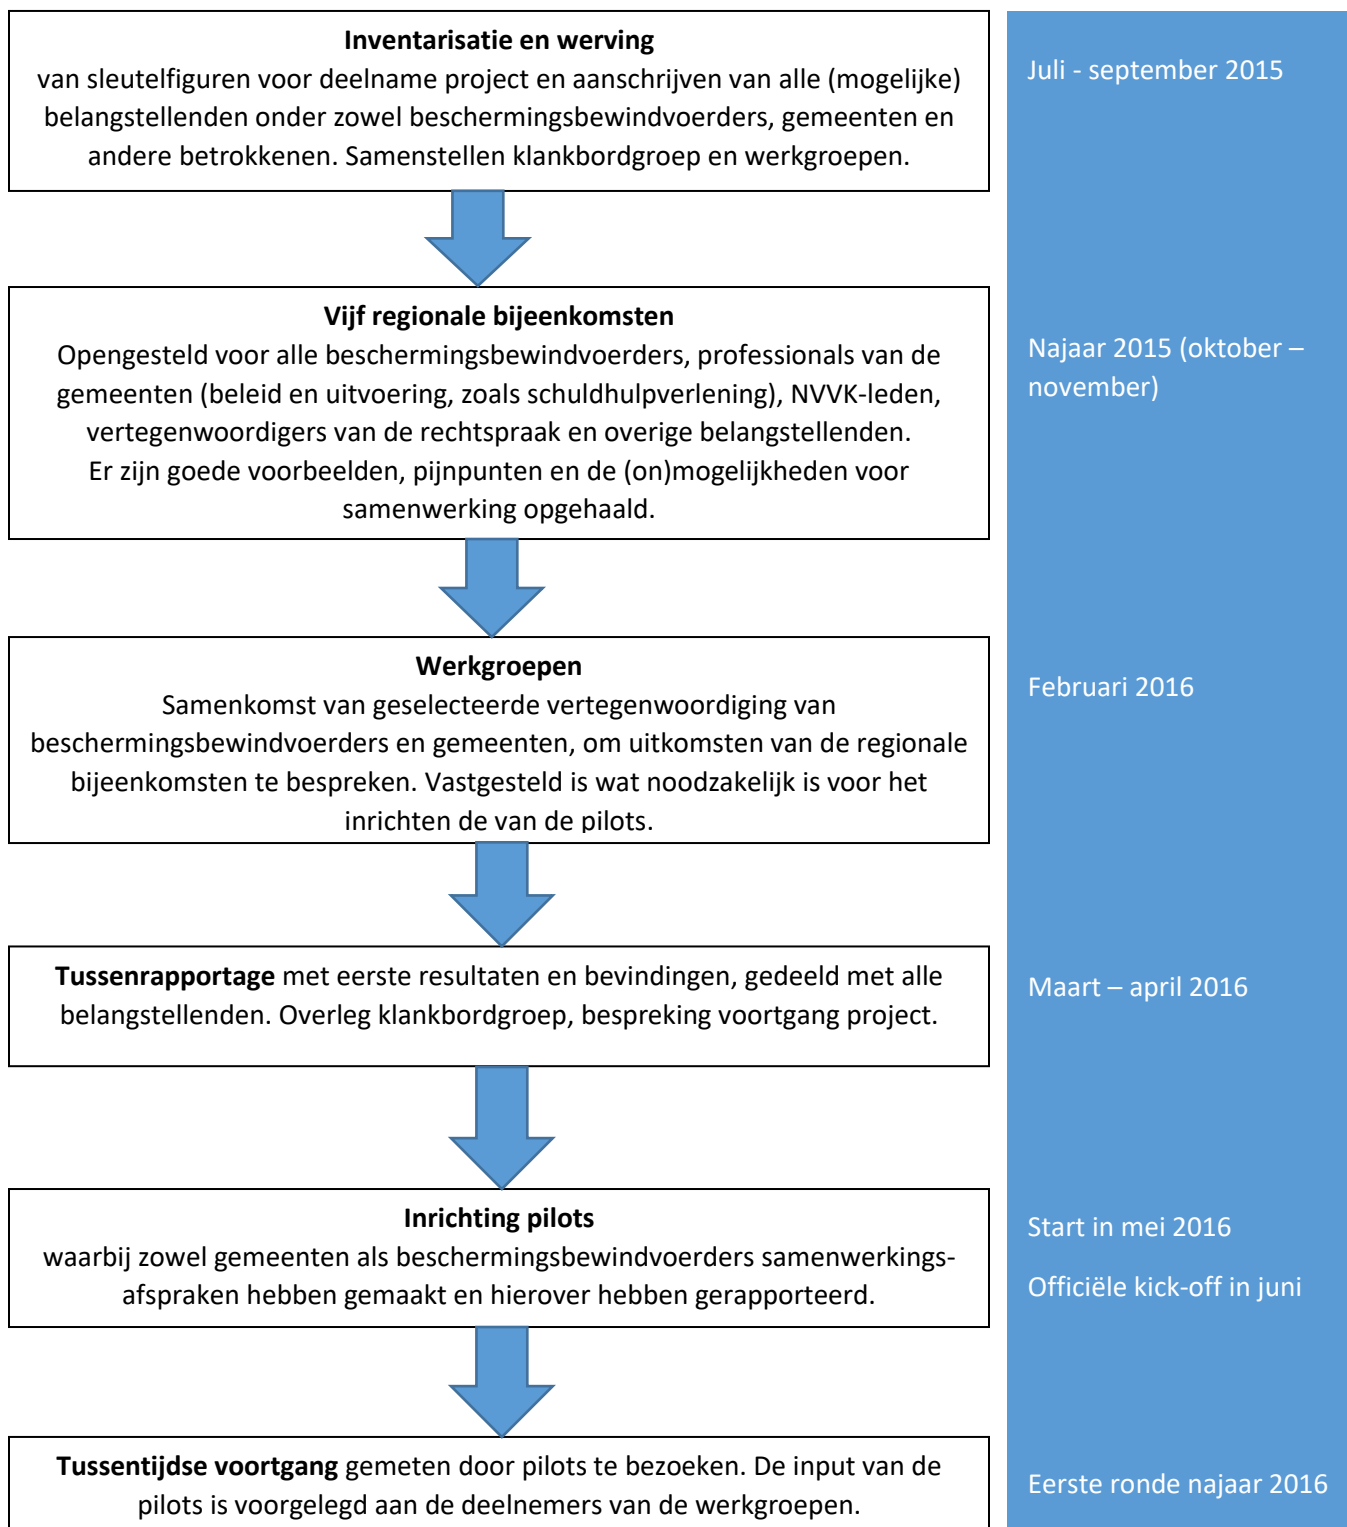 Inventarisatie en werving
van sleutelfiguren voor deelname project en aanschrijven van alle (mogelijke)
belangstellenden onder zowel beschermingsbewindvoerders, gemeenten en
andere betrokkenen. Samenstellen klankbordgroep en werkgroepen.
Juli - september 2015
Vijf regionale bijeenkomsten
Opengesteld voor alle beschermingsbewindvoerders, professionals van de
gemeenten (beleid en uitvoering, zoals schuldhulpverlening), NVVK-leden,
vertegenwoordigers van de rechtspraak en overige belangstellenden.
Er zijn goede voorbeelden, pijnpunten en de (on)mogelijkheden voor
samenwerking opgehaald.
Najaar 2015 (oktober –
november)
Werkgroepen
Samenkomst van geselecteerde vertegenwoordiging van
beschermingsbewindvoerders en gemeenten, om uitkomsten van de regionale
bijeenkomsten te bespreken. Vastgesteld is wat noodzakelijk is voor het
inrichten de van de pilots.
Februari 2016
Tussenrapportage met eerste resultaten en bevindingen, gedeeld met alle
belangstellenden. Overleg klankbordgroep, bespreking voortgang project.
Maart – april 2016
Inrichting pilots
waarbij zowel gemeenten als beschermingsbewindvoerders samenwerkings-
afspraken hebben gemaakt en hierover hebben gerapporteerd.
Start in mei 2016
Officiële kick-off in juni
Tussentijdse voortgang gemeten door pilots te bezoeken. De input van de
pilots is voorgelegd aan de deelnemers van de werkgroepen.
Eerste ronde najaar 2016